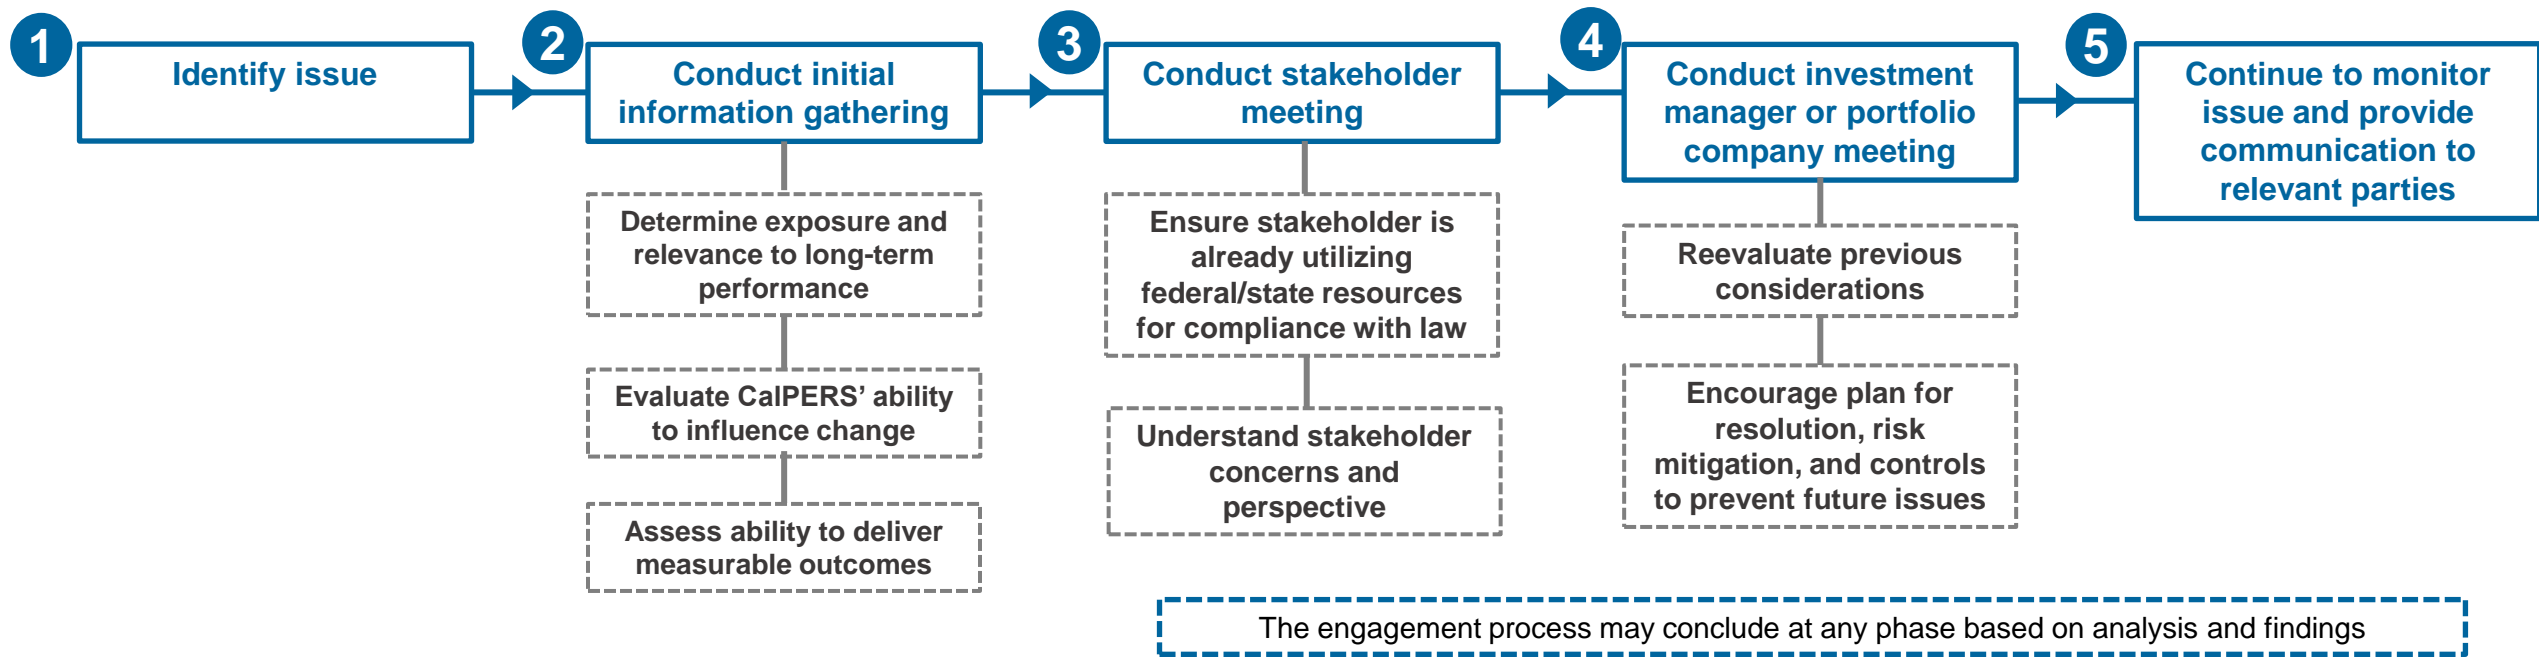 1
Identify issue
2
Conduct initial
information gathering
Determine exposure and
relevance to long-term
performance
Evaluate CalPERS’ ability
to influence change
Assess ability to deliver
measurable outcomes
3
Conduct stakeholder
meeting
Ensure stakeholder is
already utilizing
federal/state resources
for compliance with law
Understand stakeholder
concerns and
perspective
4
Conduct investment
manager or portfolio
company meeting
Reevaluate previous
considerations
Encourage plan for
resolution, risk
mitigation, and controls
to prevent future issues
5
Continue to monitor
issue and provide
communication to
relevant parties
The engagement process may conclude at any phase based on analysis and findings